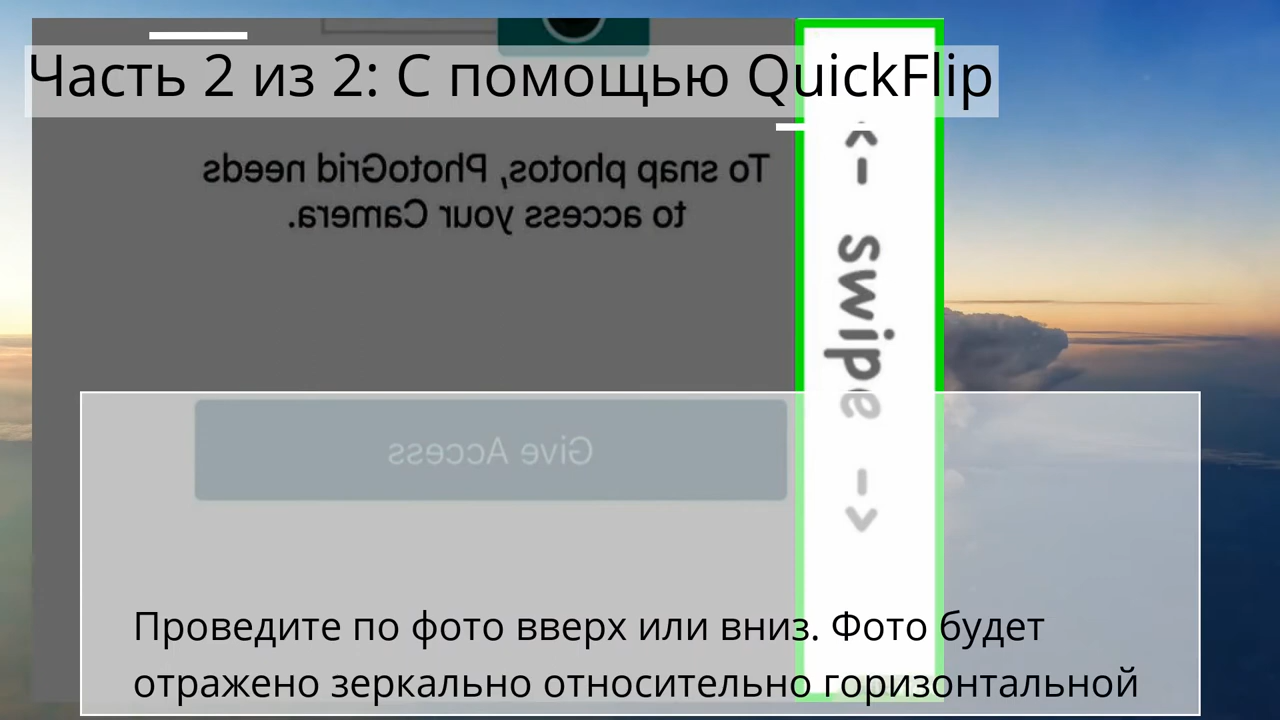 Часть 2 из 2: С помощью QuickFlip
To snap photos, PhotoGrid needs
to access your Camera.
<- swipe ->
Give Access
Проведите по фото вверх или вниз. Фото будет
отражено зеркально относительно горизонтальной